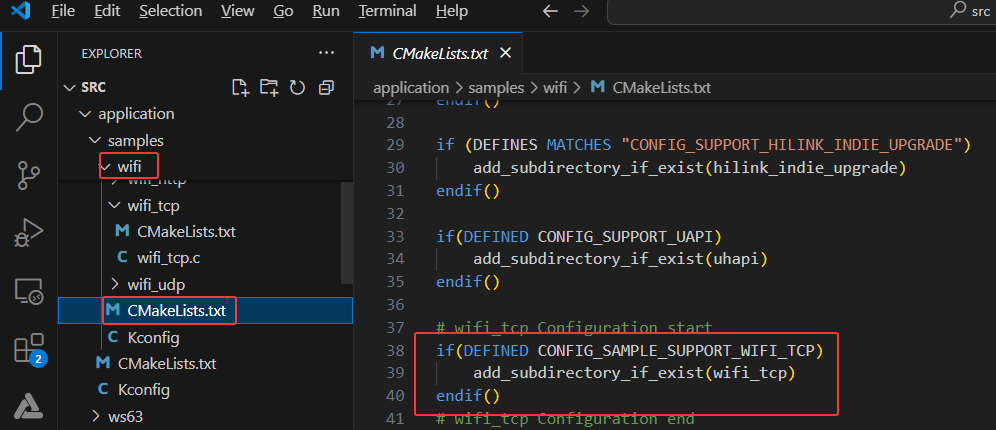 File Edit Selection View Go Run Terminal Help
src
EXPLORER
CMakeLists.txt
SRC
application > samples > wifi > CMakeLists.txt
application
samples
wifi
wifi_http
wifi_tcp
CMakeLists.txt
wifi_tcp.c
wifi_udp
CMakeLists.txt
Kconfig
CMakeLists.txt
Kconfig
ws63
2
27 endif()
28
29 if (DEFINES MATCHES "CONFIG_SUPPORT_HILINK_INDIE_UPGRADE")
30 add_subdirectory_if_exist(hilink_indie_upgrade)
31 endif()
32
33 if(DEFINED CONFIG_SUPPORT_UAPI)
34 add_subdirectory_if_exist(uhapi)
35 endif()
36
37 # wifi_tcp Configuration start
38 if(DEFINED CONFIG_SAMPLE_SUPPORT_WIFI_TCP)
39 add_subdirectory_if_exist(wifi_tcp)
40 endif()
41 # wifi_tcp Configuration end